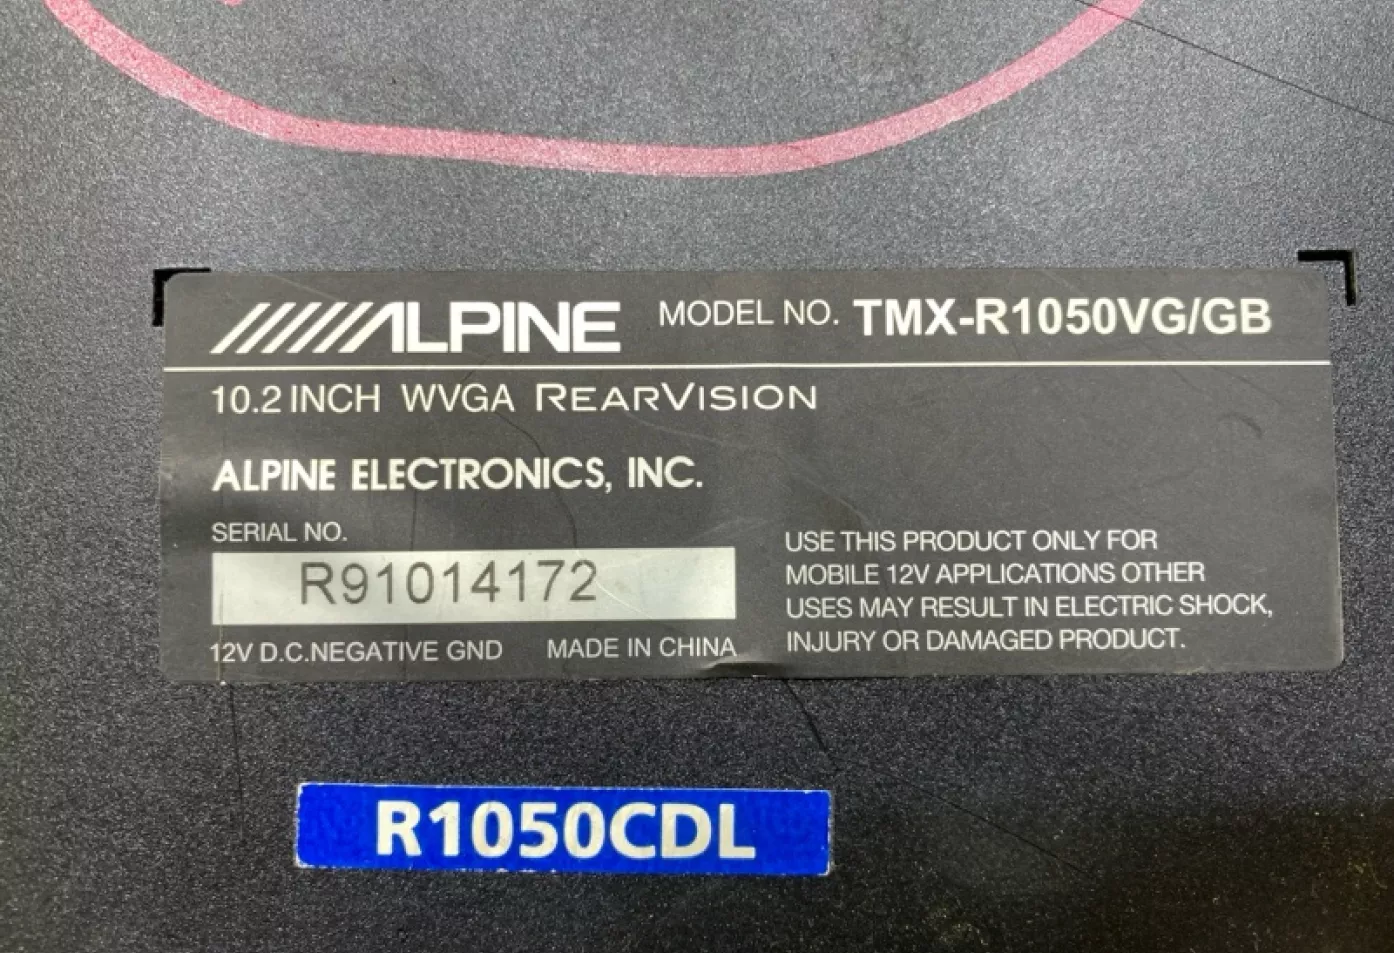 ALPINE MODEL NO. TMX-R1050VG/GB
10.2 INCH WVGA REARVISION
ALPINE ELECTRONICS, INC.
SERIAL NO.
R91014172
12V D.C.NEGATIVE GND MADE IN CHINA
USE THIS PRODUCT ONLY FOR
MOBILE 12V APPLICATIONS OTHER
USES MAY RESULT IN ELECTRIC SHOCK,
INJURY OR DAMAGED PRODUCT.
R1050CDL